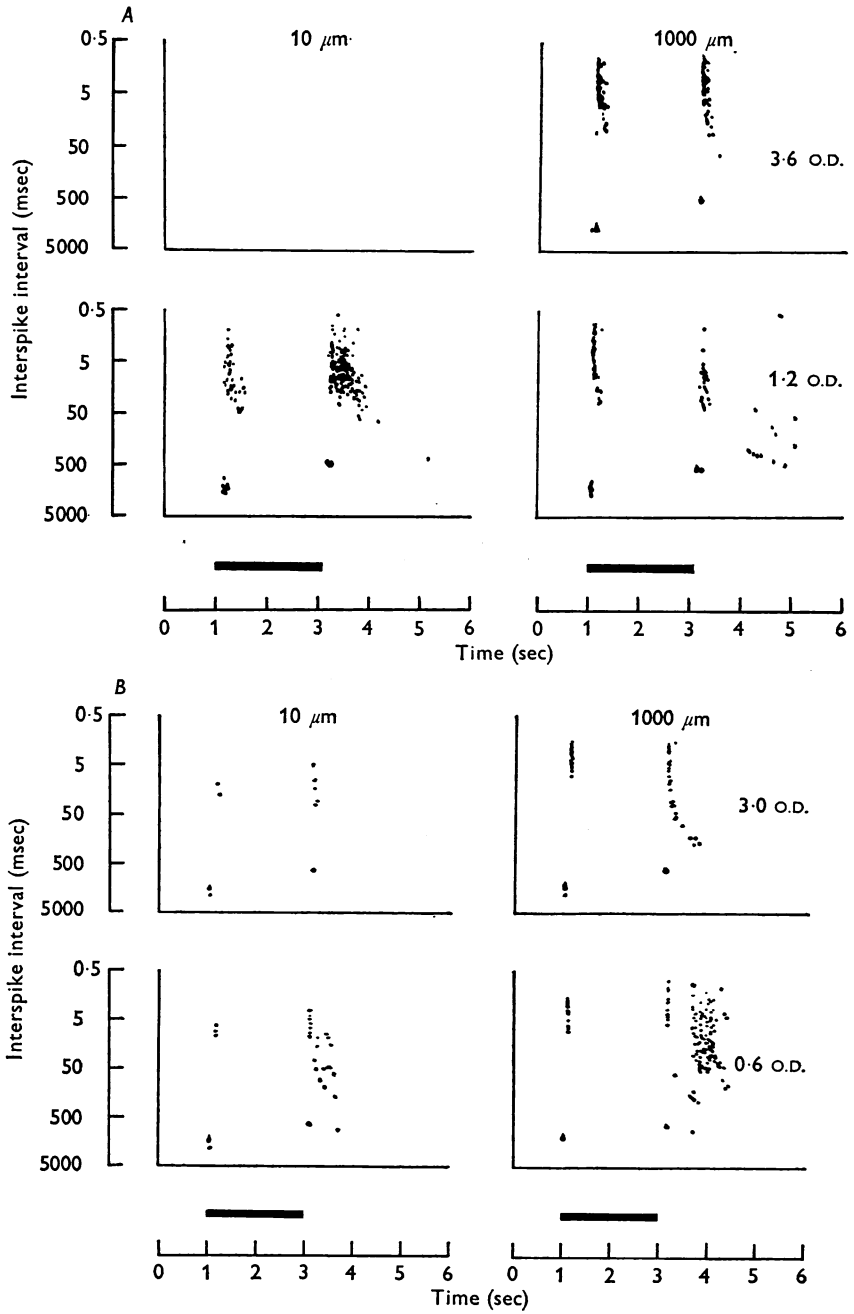 A
10 μm
1000 μm
0·5
5
50
500
5000
3·6 O.D.
Interspike interval (msec)
0·5
5
50
500
5000
1·2 O.D.
0 1 2 3 4 5 6
0 1 2 3 4 5 6
Time (sec)
B
10 μm
1000 μm
0·5
5
50
500
5000
3·0 O.D.
Interspike interval (msec)
0·5
5
50
500
5000
0·6 O.D.
0 1 2 3 4 5 6
0 1 2 3 4 5 6
Time (sec)